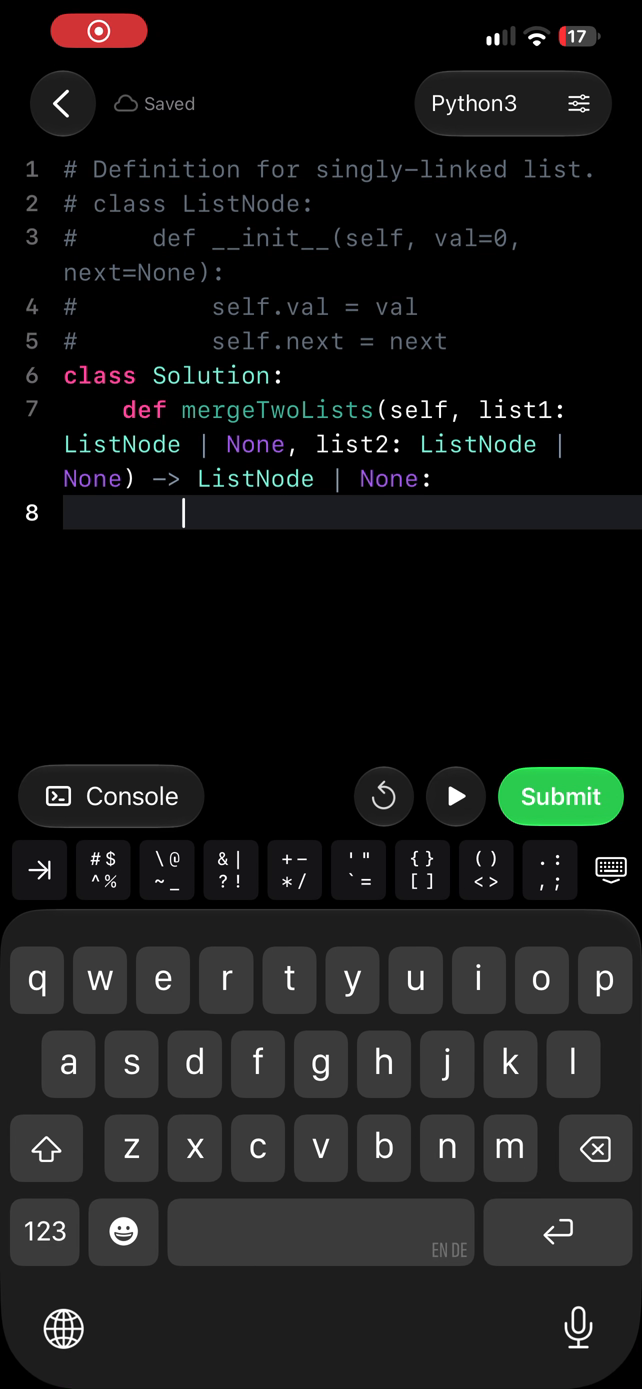 17
Saved
Python3
1 # Definition for singly-linked list.
2 # class ListNode:
3 #     def __init__(self, val=0,
next=None):
4 #         self.val = val
5 #         self.next = next
6 class Solution:
7     def mergeTwoLists(self, list1:
ListNode | None, list2: ListNode |
None) -> ListNode | None:
8
Console
Submit
#$ \@ &| +- '" {} () .:
^% ~_ ?! */ `= [] <> ,;
q w e r t y u i o p
a s d f g h j k l
z x c v b n m
123
EN DE